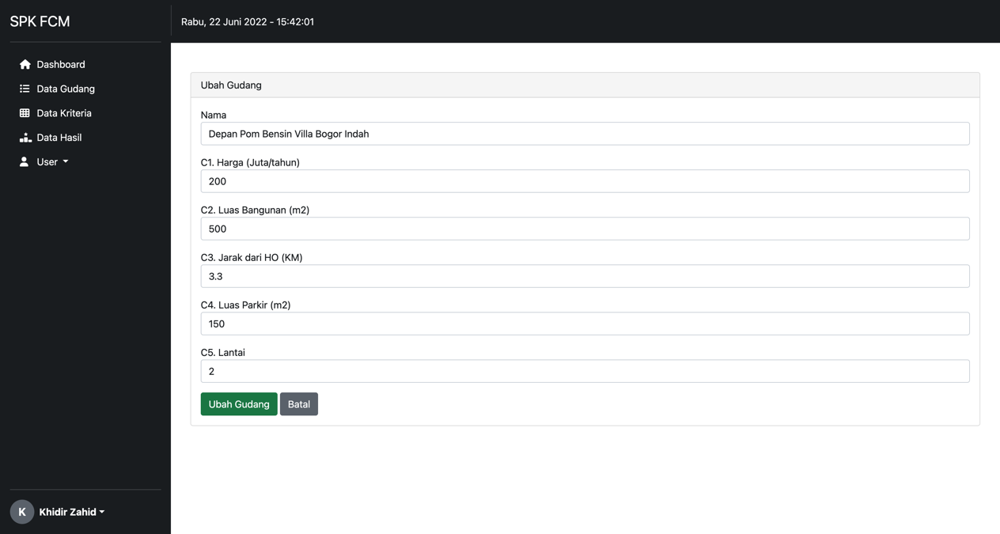 SPK FCM
Rabu, 22 Juni 2022 - 15:42:01
Dashboard
Data Gudang
Data Kriteria
Data Hasil
User
Ubah Gudang
Nama
Depan Pom Bensin Villa Bogor Indah
C1. Harga (Juta/tahun)
200
C2. Luas Bangunan (m2)
500
C3. Jarak dari HO (KM)
3.3
C4. Luas Parkir (m2)
150
C5. Lantai
2
Ubah Gudang Batal
K Khidir Zahid